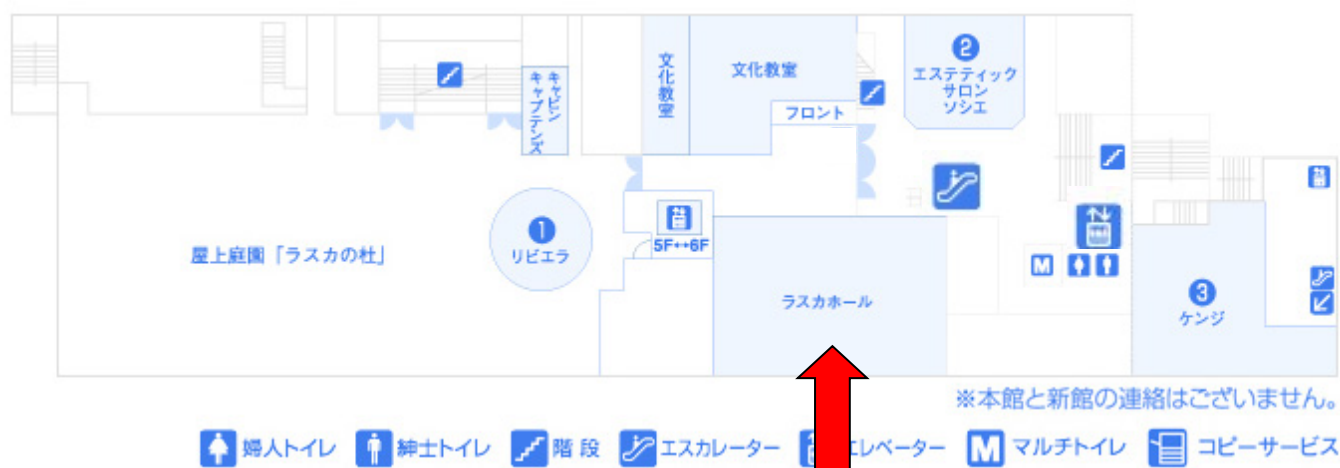 キャビン
キャプテンズ
文化教室
文化教室
フロント
2
エステティック
サロン
ソシエ
1
リビエラ
5F↔6F
屋上庭園「ラスカの杜」
ラスカホール
M
3
ケンジ
※本館と新館の連絡はございません。
婦人トイレ 紳士トイレ 階段 エスカレーター エレベーター M マルチトイレ コピーサービス